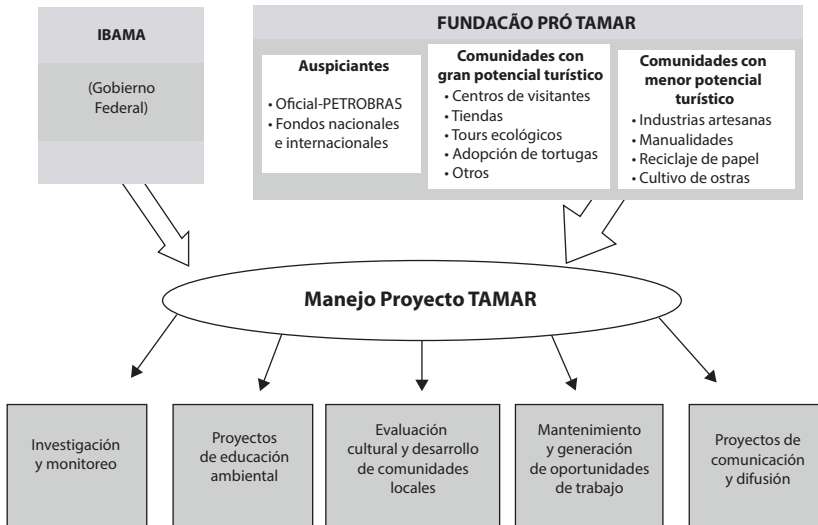 IBAMA
(Gobierno
Federal)
FUNDACÃO PRÓ TAMAR
Auspiciantes
• Oficial-PETROBRAS
• Fondos nacionales
e internacionales
Comunidades con
gran potencial turístico
• Centros de visitantes
• Tiendas
• Tours ecológicos
• Adopción de tortugas
• Otros
Comunidades con
menor potencial
turístico
• Industrias artesanas
• Manualidades
• Reciclaje de papel
• Cultivo de ostras
Manejo Proyecto TAMAR
Investigación
y monitoreo
Proyectos
de educación
ambiental
Evaluación
cultural y desarrollo
de comunidades
locales
Mantenimiento
y generación
de oportunidades
de trabajo
Proyectos de
comunicación
y difusión